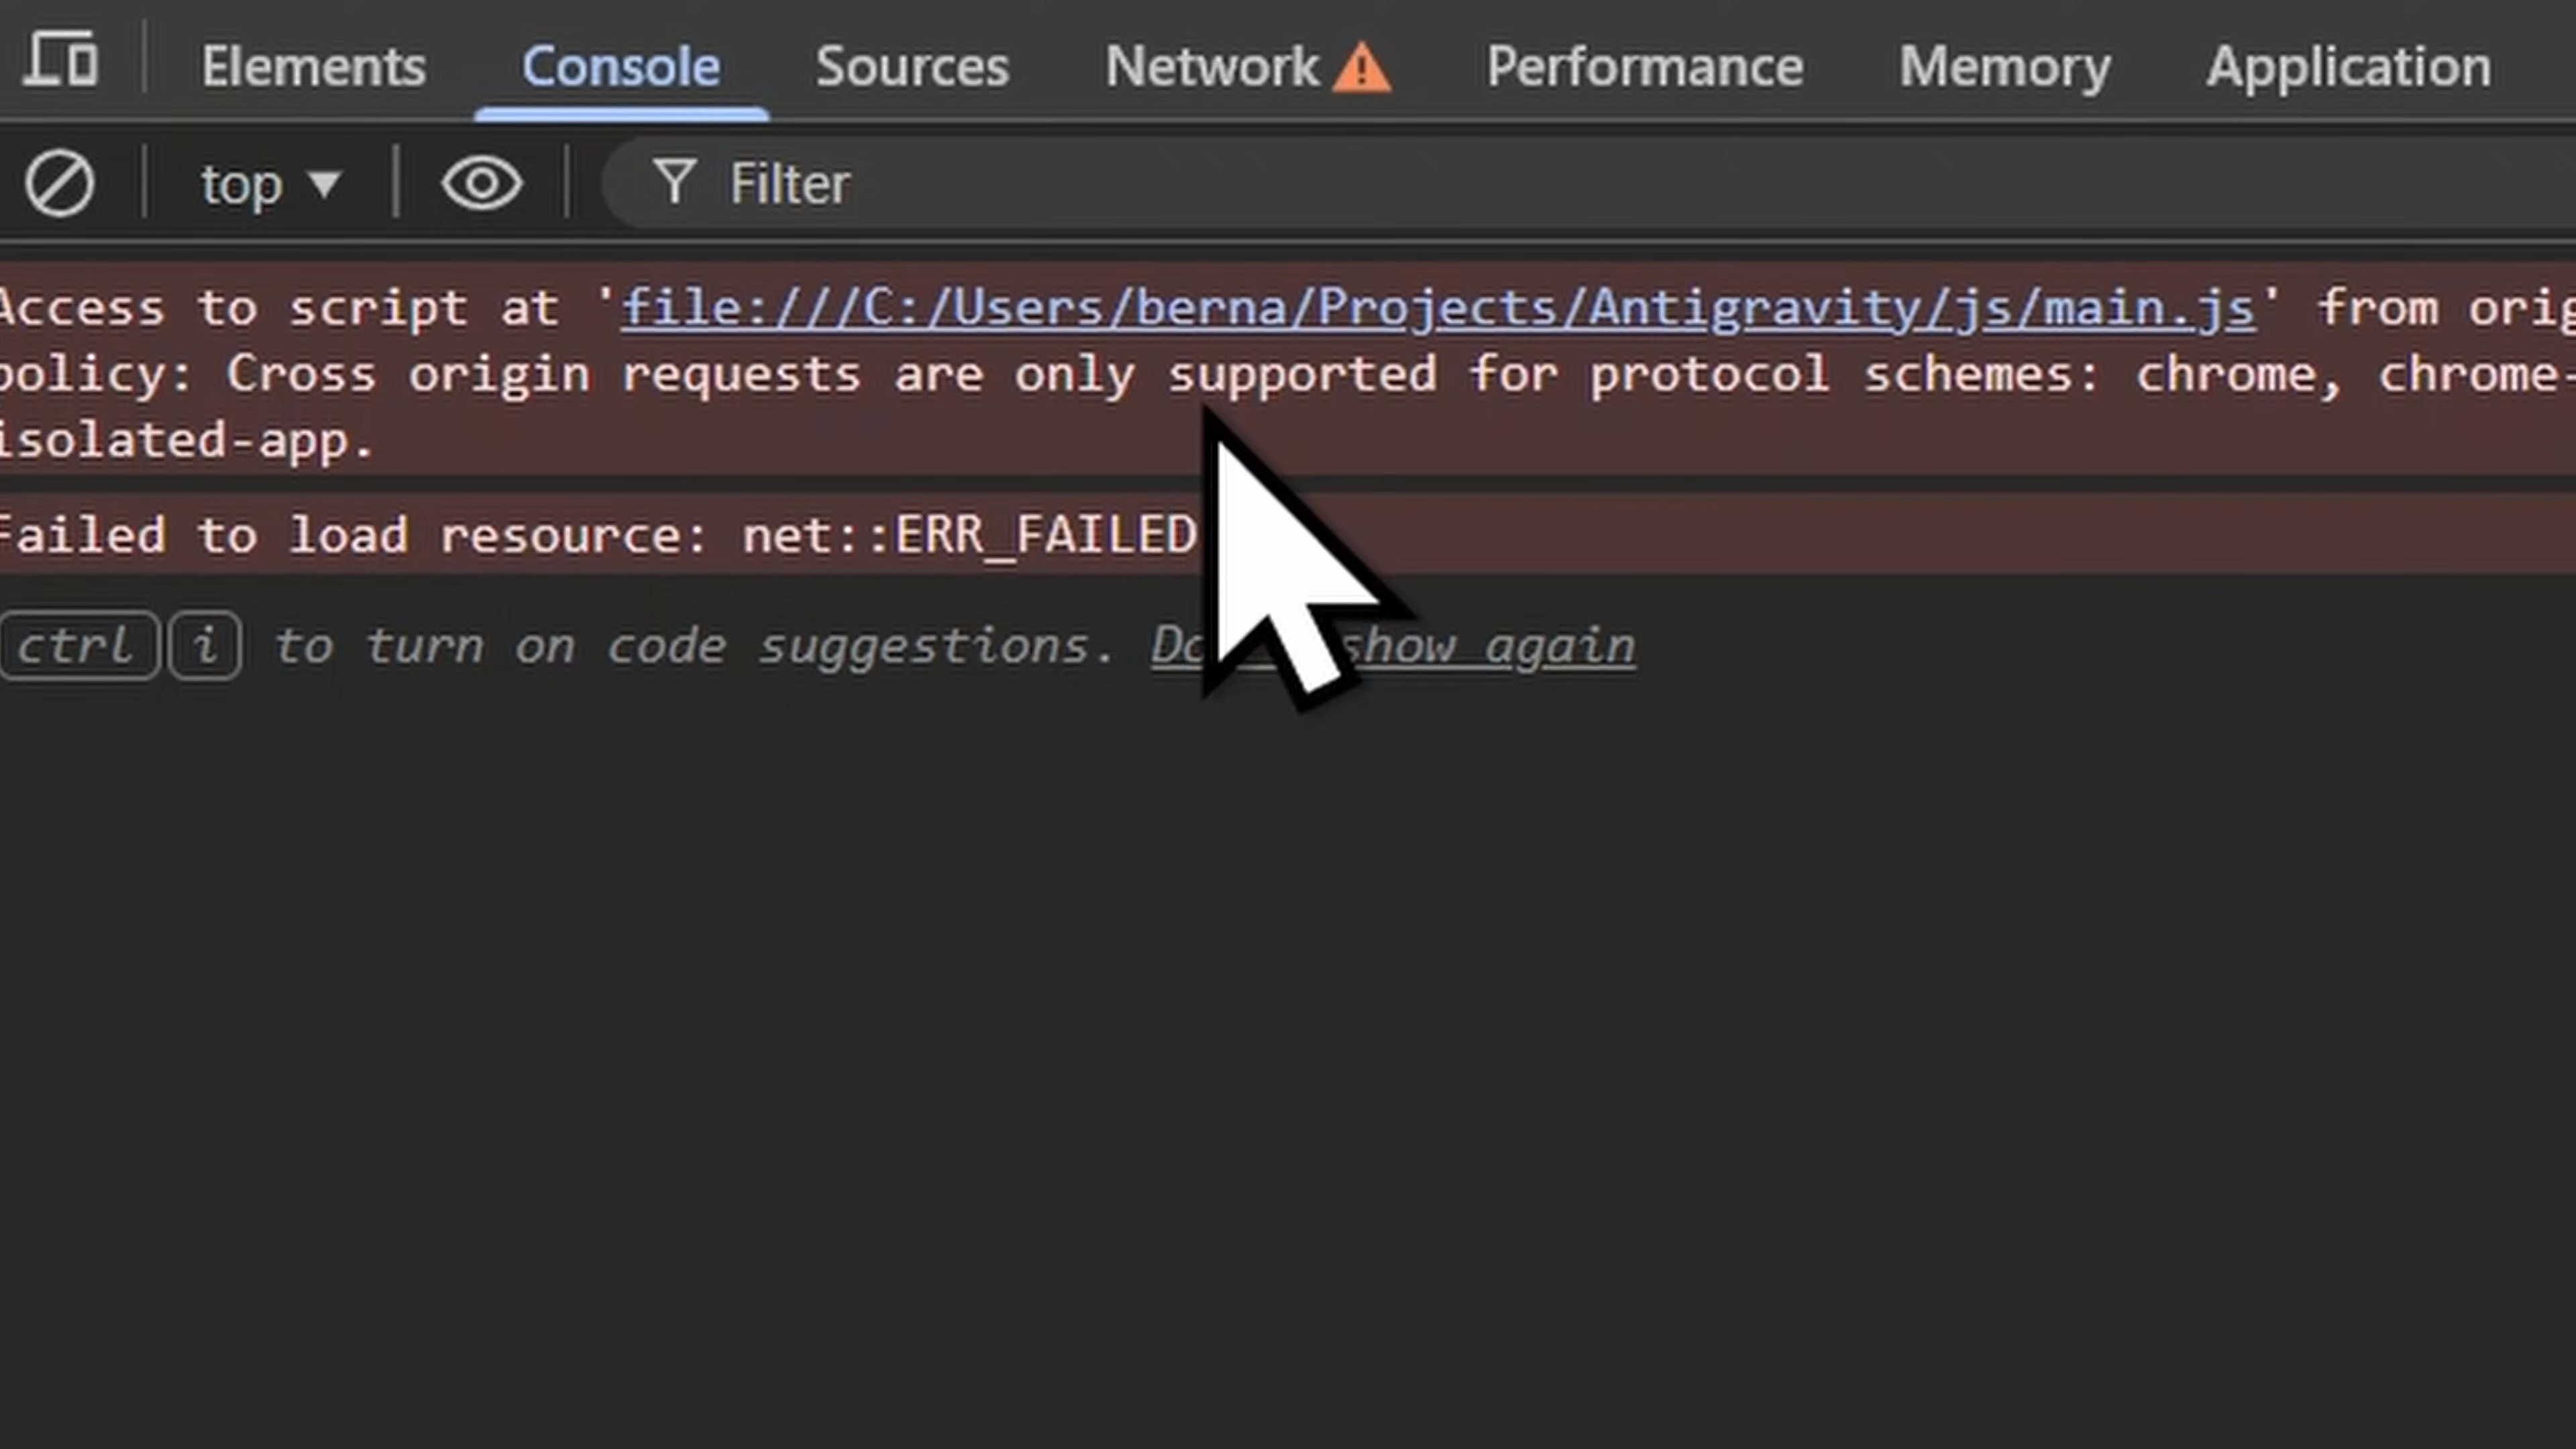 Elements Console Sources Network Performance Memory Application
top Filter
Access to script at 'file:///C:/Users/berna/Projects/Antigravity/js/main.js' from orig
policy: Cross origin requests are only supported for protocol schemes: chrome, chrome-
isolated-app.
Failed to load resource: net::ERR_FAILED
ctrl i to turn on code suggestions. show again